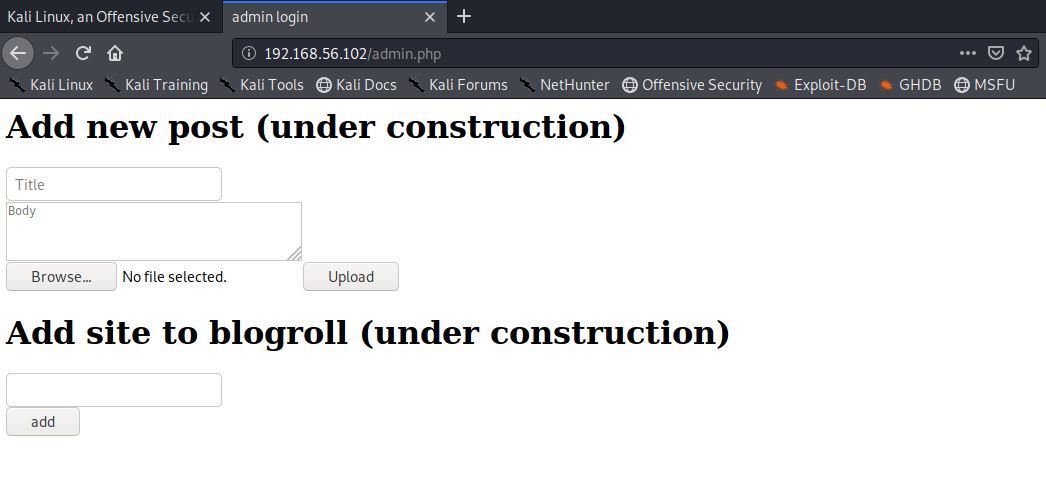 Kali Linux, an Offensive Secu
admin login
192.168.56.102/admin.php
Kali Linux Kali Training Kali Tools Kali Docs Kali Forums NetHunter Offensive Security Exploit-DB GHDB MSFU
Add new post (under construction)
Title
Body
Browse... No file selected. Upload
Add site to blogroll (under construction)
add